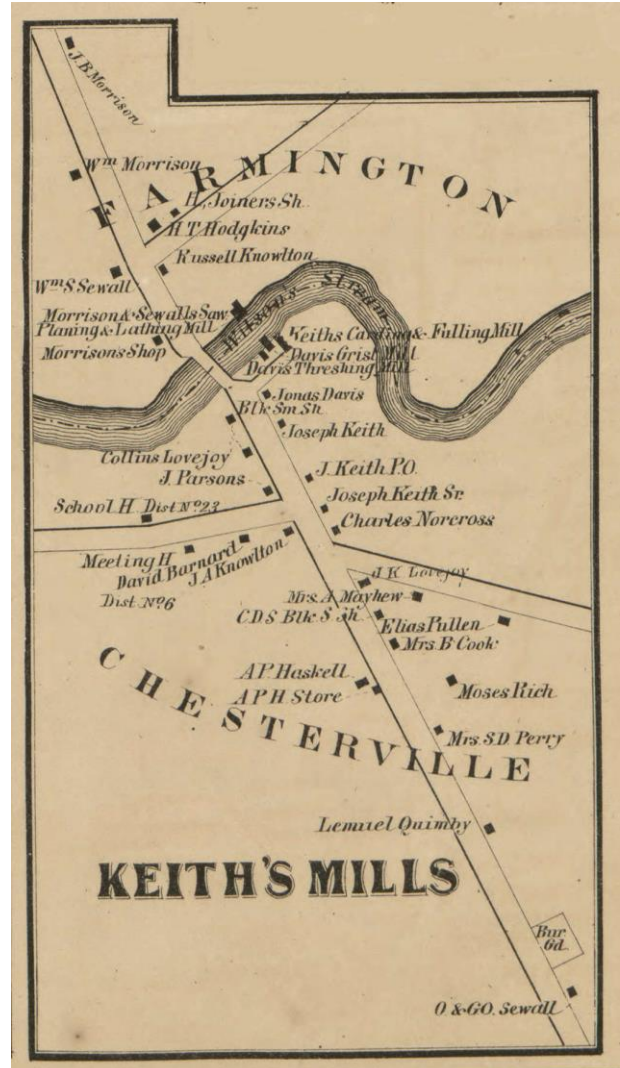 J.B. Morrison
Wm Morrison
FARMINGTON
H, Joiners Sh.
H T Hodgkins
Russell Knowlton
Wm S Sewall
Wilsons Stream
Morrison & Sewalls Saw
Planing & Lathing Mill
Morrisons Shop
Keiths Carding & Fulling Mill
Davis Grist Mill
Davis Threshing Mill
Jonas Davis
Blk Sm Sh
Joseph Keith
Collins Lovejoy
J. Parsons
J. Keith P.O.
School H Dist No 23
Joseph Keith Sr.
Charles Norcross
Meeting H
David Barnard
J A Knowlton
Dist No 6
J K Lovejoy
Mrs. A Mayhew
C D S Blk S Sh
Elias Pullen
Mrs. B Cook
A P. Haskell
A P H Store
Moses Rich
CHESTERVILLE
Mrs. S.D. Perry
Lemuel Quimby
KEITH'S MILLS
Bur.
Gd.
O. & G O. Sewall